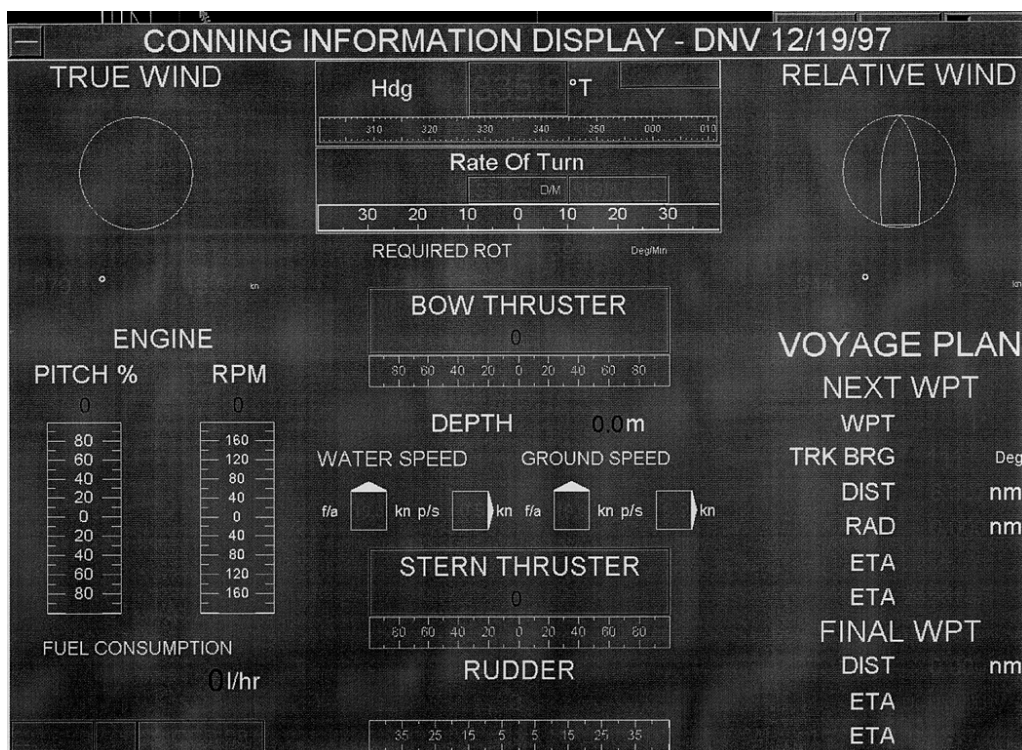 CONNING INFORMATION DISPLAY - DNV 12/19/97
TRUE WIND
°
kn
ENGINE
PITCH % RPM
0 0
80 160
60 120
40 80
20 40
0 0
20 40
40 80
60 120
80 160
FUEL CONSUMPTION
0 l/hr
Hdg 335.9 °T
310 320 330 340 350 000 010
Rate Of Turn
D/M
30 20 10 0 10 20 30
REQUIRED ROT Deg/Min
BOW THRUSTER
0
80 60 40 20 0 20 40 60 80
DEPTH 0.0 m
WATER SPEED GROUND SPEED
f/a kn p/s kn f/a kn p/s kn
STERN THRUSTER
0
80 60 40 20 0 20 40 60 80
RUDDER
35 25 15 5 5 15 25 35
RELATIVE WIND
°
kn
VOYAGE PLAN
NEXT WPT
WPT
TRK BRG Deg
DIST nm
RAD nm
ETA
ETA
FINAL WPT
DIST nm
ETA
ETA